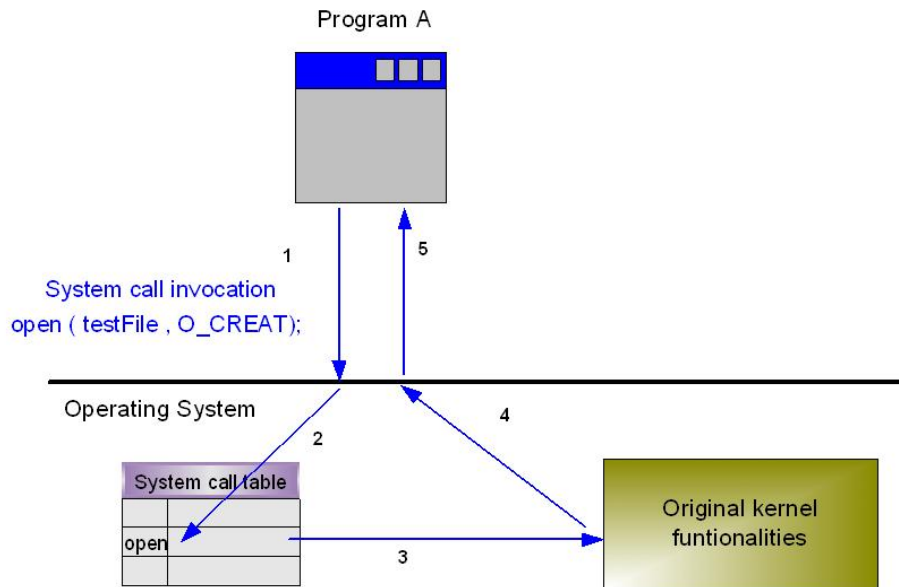 Program A
1
5
System call invocation
open ( testFile , O_CREAT);
Operating System
2
4
System call table
open
3
Original kernel
funtionalities